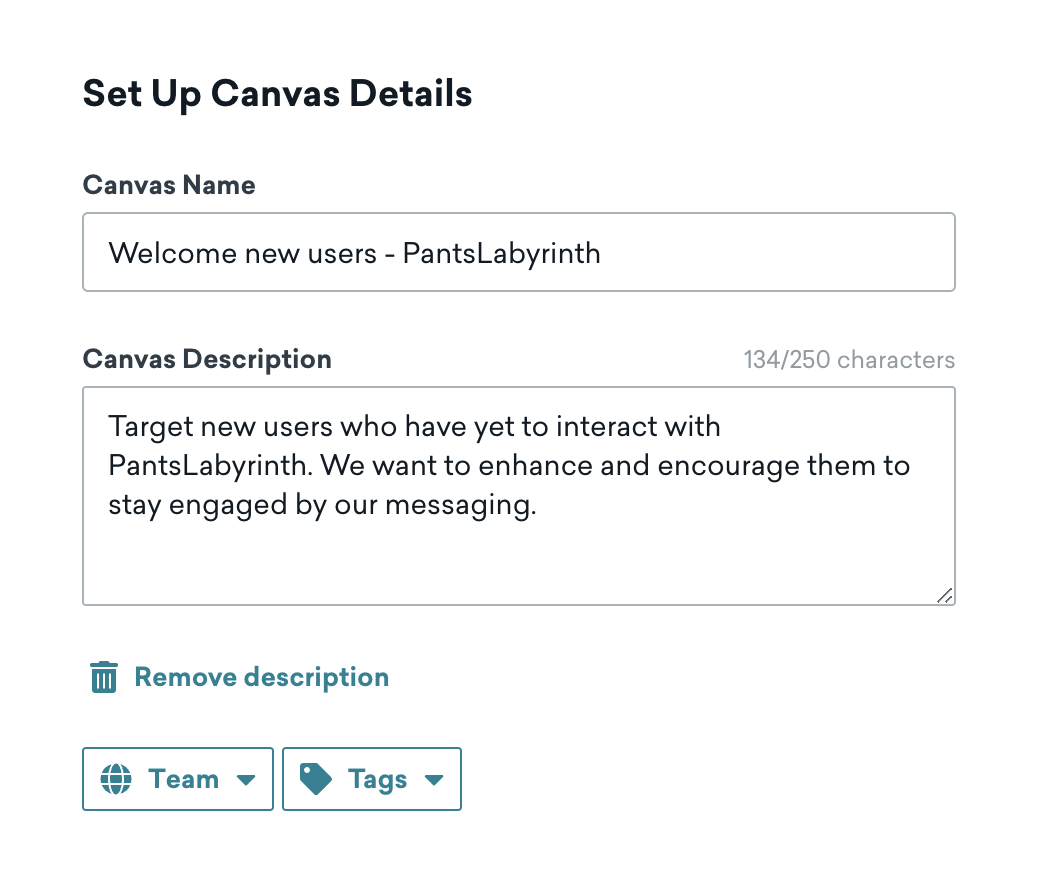 Set Up Canvas Details
Canvas Name
Welcome new users - PantsLabyrinth
Canvas Description 134/250 characters
Target new users who have yet to interact with
PantsLabyrinth. We want to enhance and encourage them to
stay engaged by our messaging.
Remove description
Team Tags